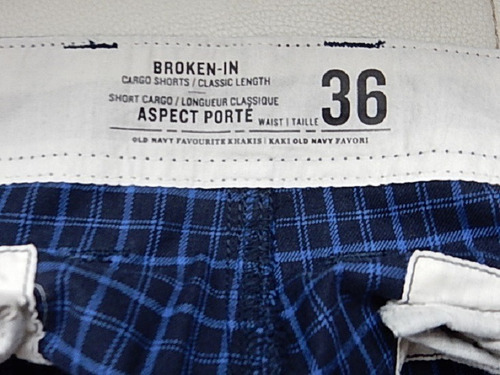 BROKEN-IN
CARGO SHORTS / CLASSIC LENGTH
SHORT CARGO / LONGUEUR CLASSIQUE
ASPECT PORTÉ WAIST | TAILLE 36
OLD NAVY FAVOURITE KHAKIS | KAKI OLD NAVY FAVORI